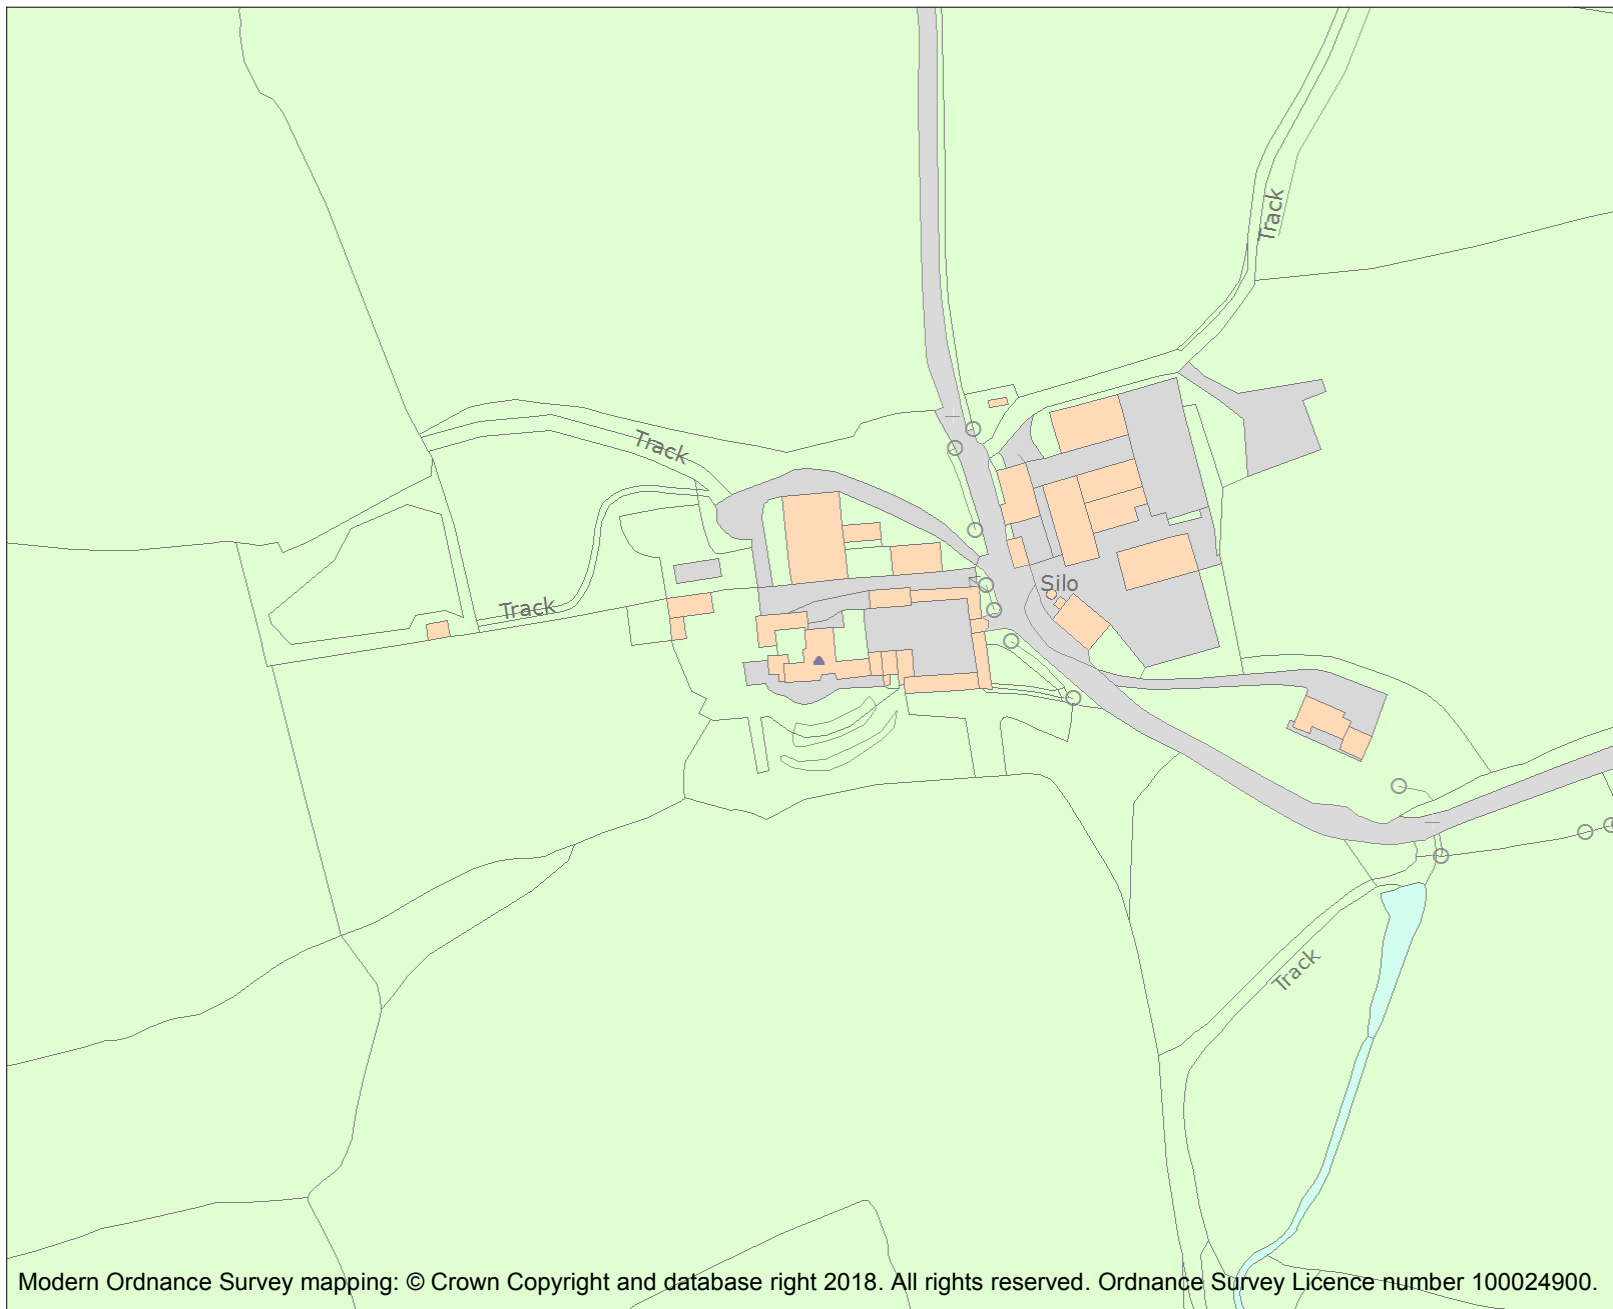 Track
Track
Track
Silo
Track
Track
Modern Ordnance Survey mapping: © Crown Copyright and database right 2018. All rights reserved. Ordnance Survey Licence number 100024900.